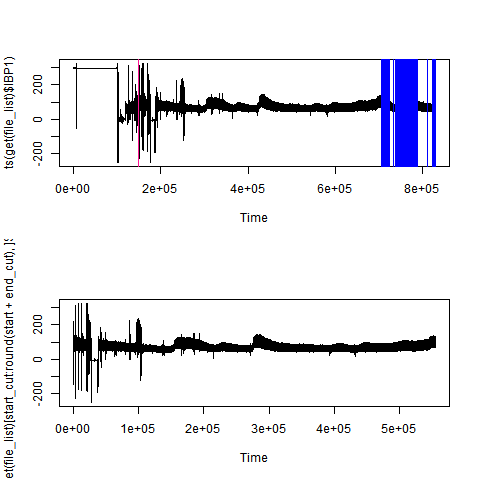 ts(get(file_list)$IBP1)
-200
0
200
0e+00
2e+05
4e+05
6e+05
8e+05
Time
et(file_list)[start_cut:round(start + end_cut), ]$
-200
0
200
0e+00
1e+05
2e+05
3e+05
4e+05
5e+05
Time